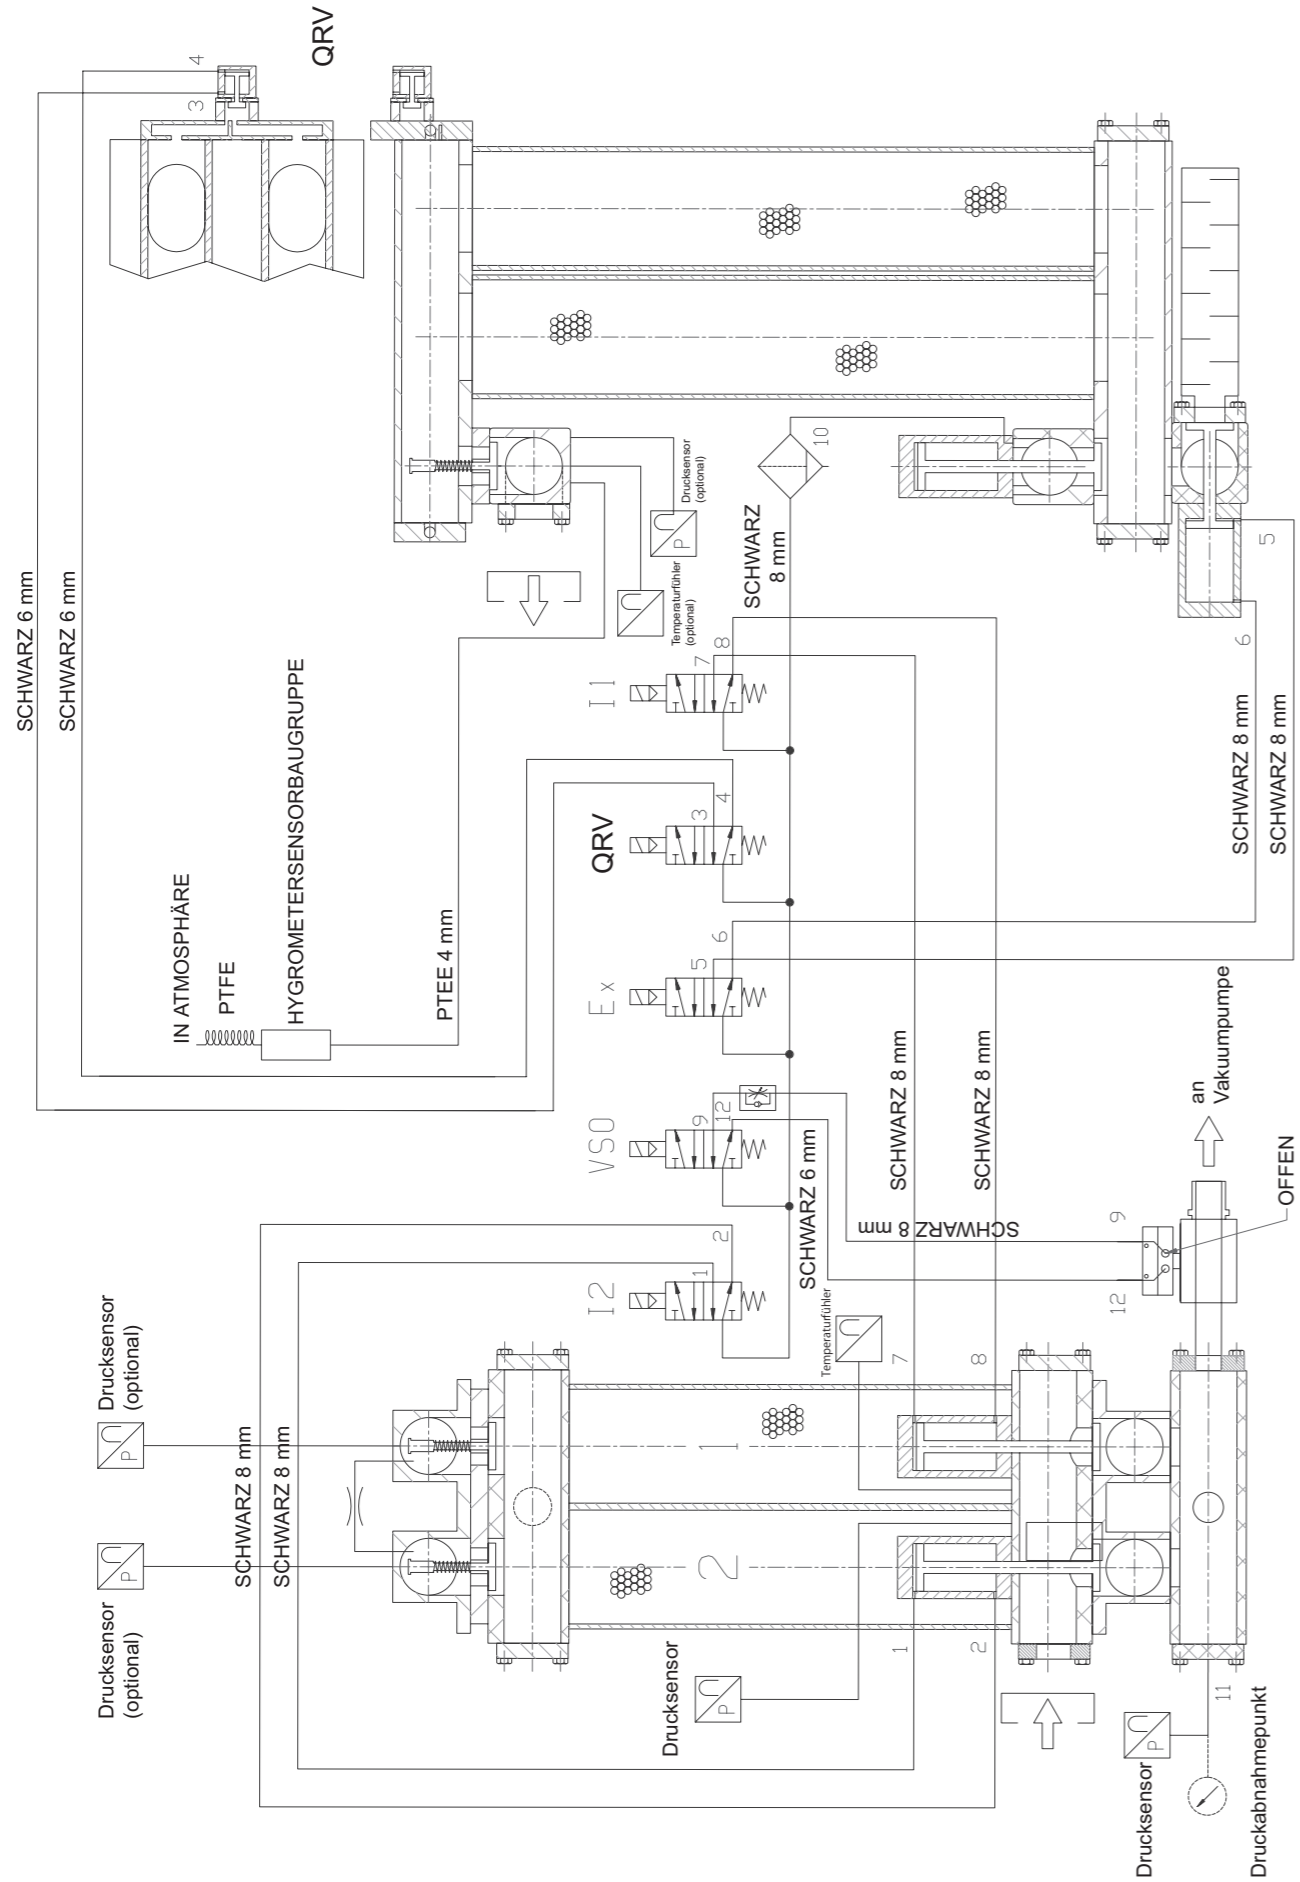 SCHWARZ 6 mm
SCHWARZ 6 mm
3
4
QRV
IN ATMOSPHÄRE
PTFE
HYGROMETERSENSORBAUGRUPPE
PTEE 4 mm
P
Drucksensor
(optional)
Temperaturfühler
(optional)
SCHWARZ
8 mm
10
I1
7
8
QRV
3
4
Ex
5
6
VSO
9
12
I2
1
2
SCHWARZ 6 mm
SCHWARZ 8 mm
SCHWARZ 8 mm
SCHWARZ 8 mm
SCHWARZ 8 mm
SCHWARZ 8 mm
5
6
an
Vakuumpumpe
OFFEN
9
12
Temperaturfühler
7
8
P
Drucksensor
(optional)
P
Drucksensor
(optional)
SCHWARZ 8 mm
SCHWARZ 8 mm
1
2
1
2
P
Drucksensor
P
Drucksensor
11
Druckabnahmepunkt